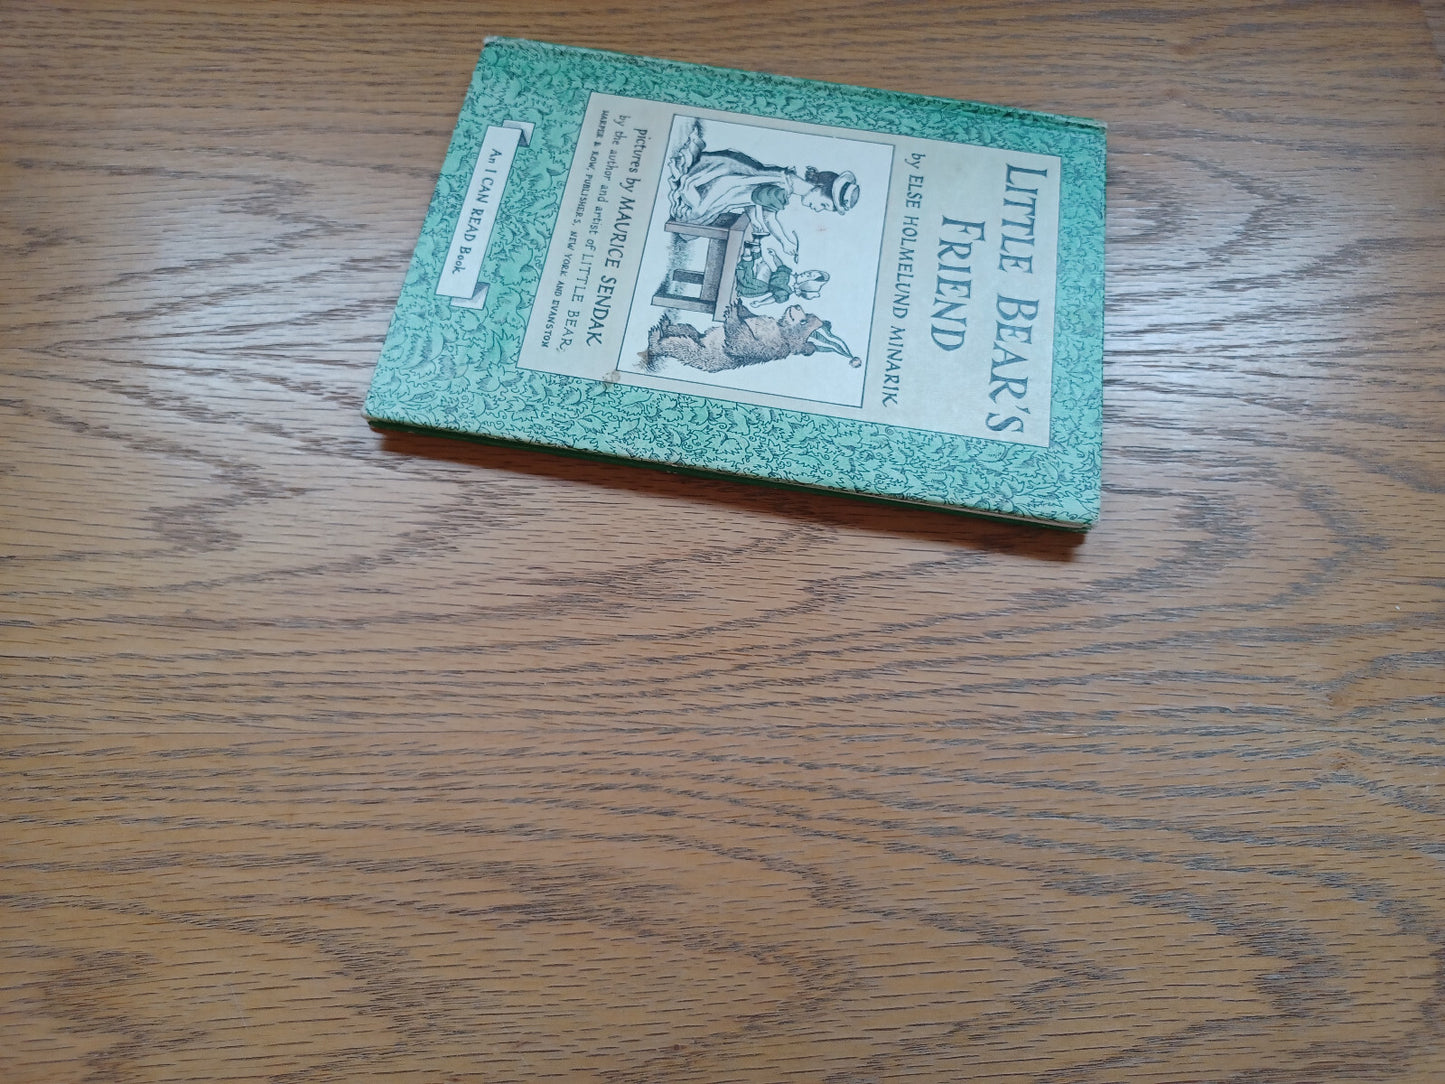 LITTLE BEAR'S
FRIEND
by ELSE HOLMELUND MINARIK
pictures by MAURICE SENDAK
by the author and artist of LITTLE BEAR
HARPER & ROW, PUBLISHERS, NEW YORK AND EVANSTON
An I CAN READ Book